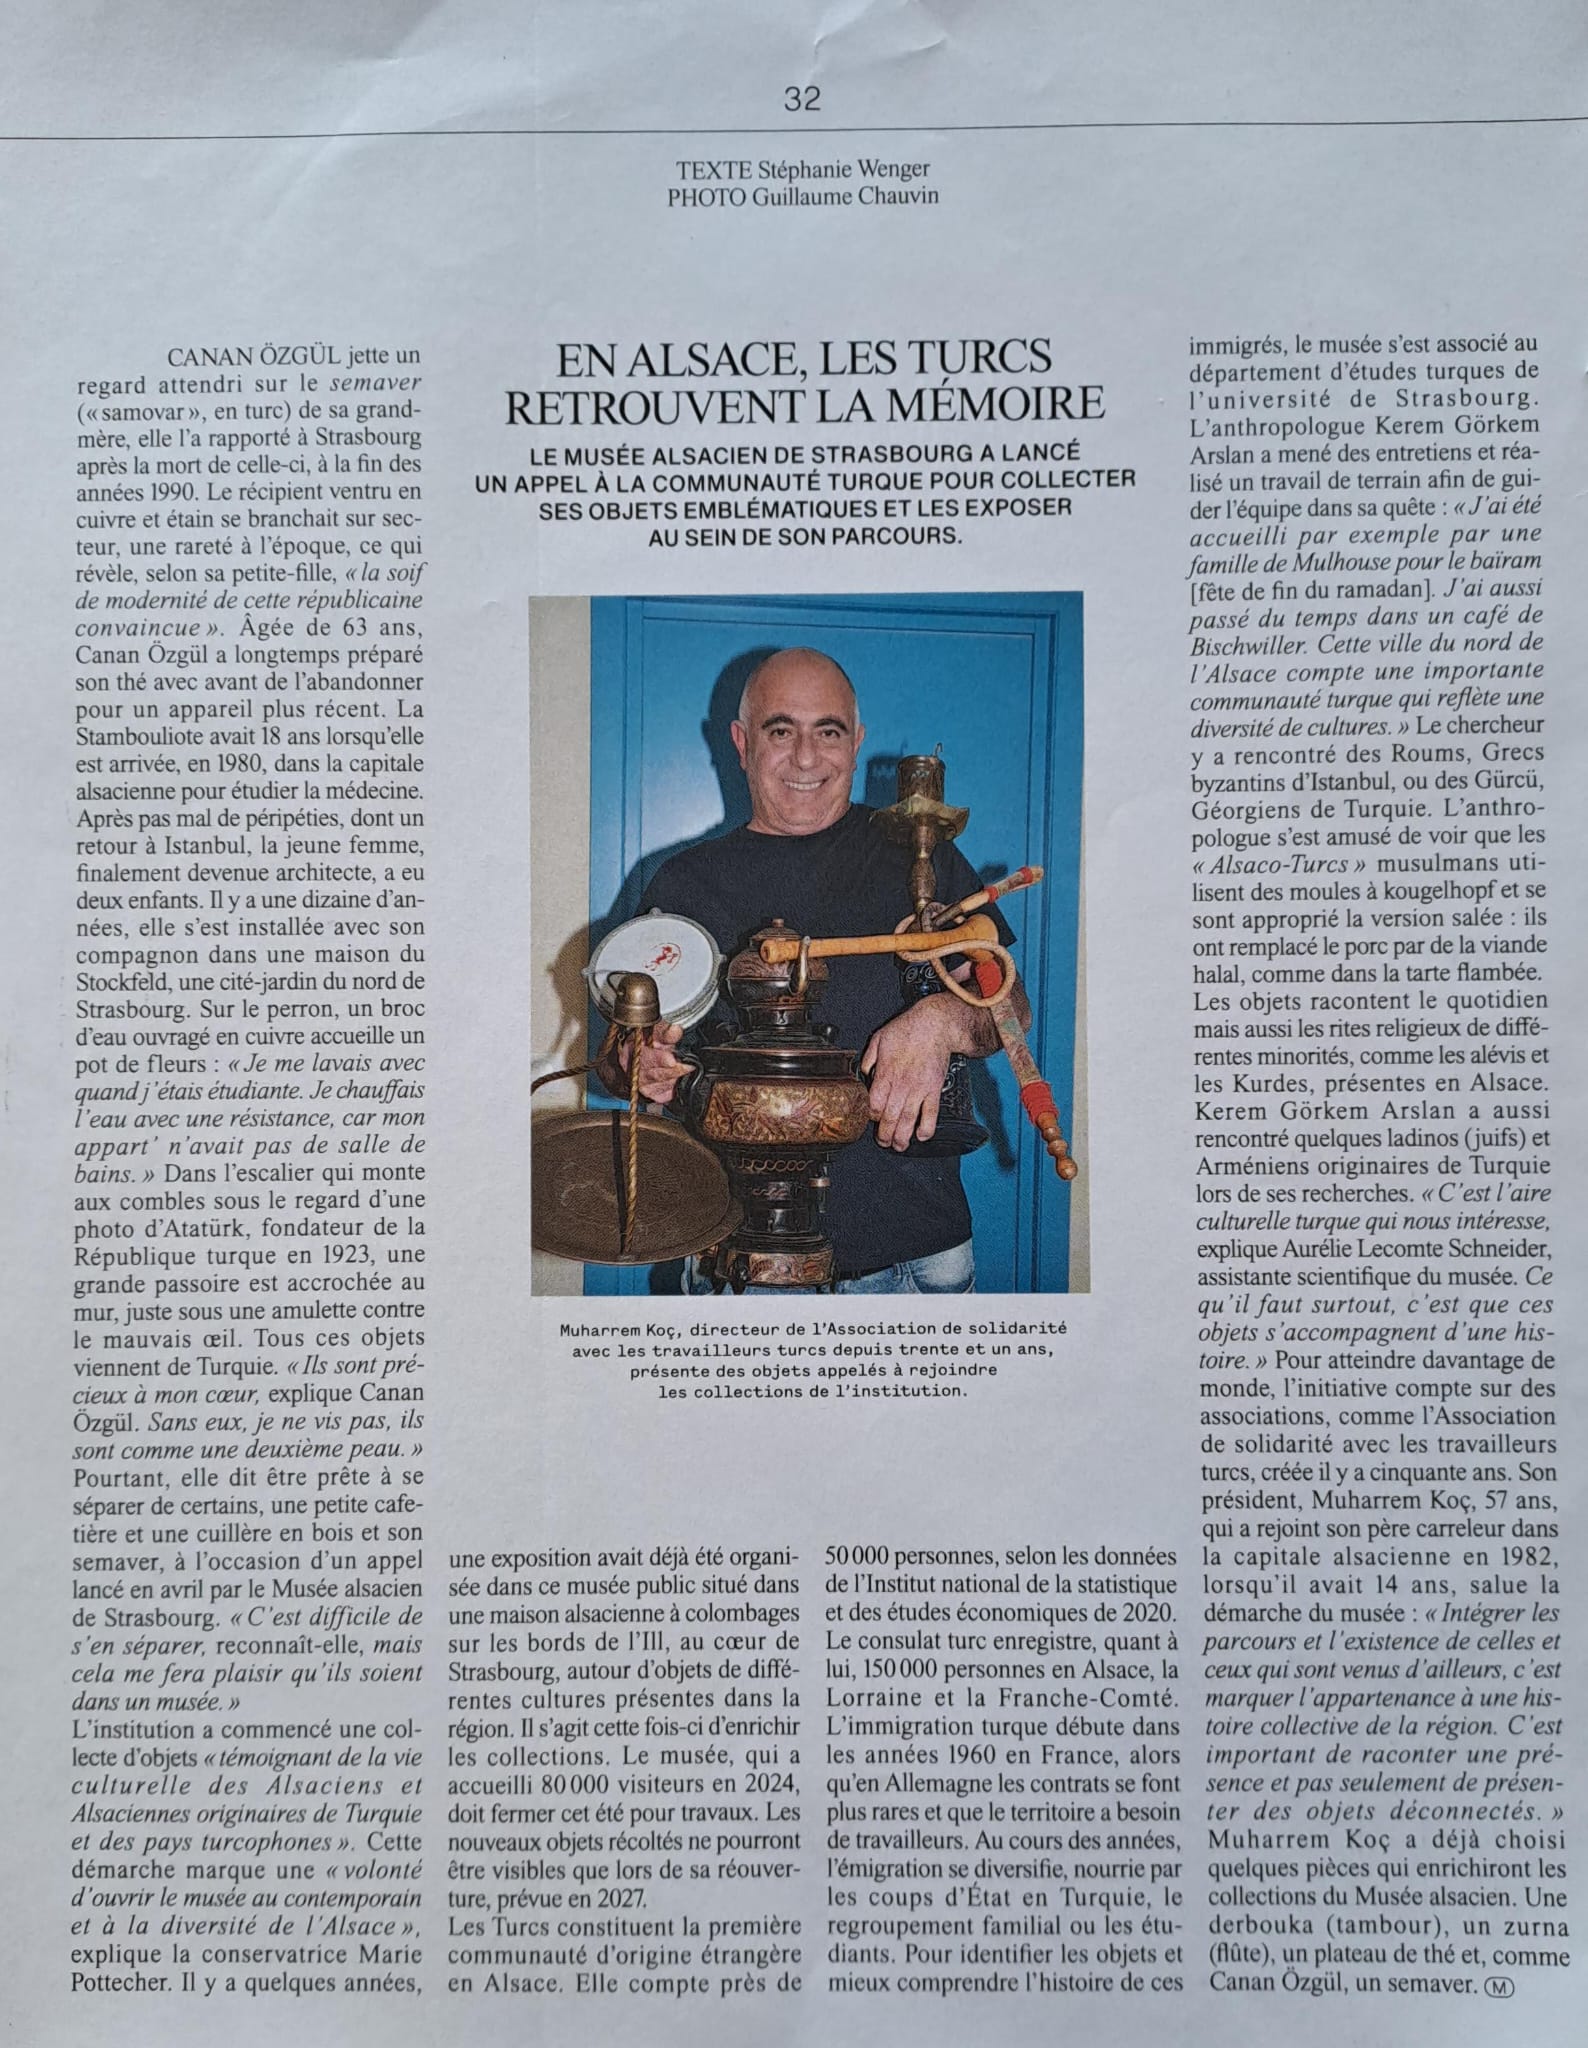 32
TEXTE Stéphanie Wenger
PHOTO Guillaume Chauvin
EN ALSACE, LES TURCS
RETROUVENT LA MÉMOIRE
LE MUSÉE ALSACIEN DE STRASBOURG A LANCÉ
UN APPEL À LA COMMUNAUTÉ TURQUE POUR COLLECTER
SES OBJETS EMBLÉMATIQUES ET LES EXPOSER
AU SEIN DE SON PARCOURS.
CANAN ÖZGÜL jette un
regard attendri sur le semaver
(« samovar », en turc) de sa grand-
mère, elle l'a rapporté à Strasbourg
après la mort de celle-ci, à la fin des
années 1990. Le récipient ventru en
cuivre et étain se branchait sur sec-
teur, une rareté à l'époque, ce qui
révèle, selon sa petite-fille, « la soif
de modernité de cette républicaine
convaincue ». Âgée de 63 ans,
Canan Özgül a longtemps préparé
son thé avec avant de l'abandonner
pour un appareil plus récent. La
Stambouliote avait 18 ans lorsqu'elle
est arrivée, en 1980, dans la capitale
alsacienne pour étudier la médecine.
Après pas mal de péripéties, dont un
retour à Istanbul, la jeune femme,
finalement devenue architecte, a eu
deux enfants. Il y a une dizaine d'an-
nées, elle s'est installée avec son
compagnon dans une maison du
Stockfeld, une cité-jardin du nord de
Strasbourg. Sur le perron, un broc
d'eau ouvragé en cuivre accueille un
pot de fleurs : « Je me lavais avec
quand j'étais étudiante. Je chauffais
l'eau avec une résistance, car mon
appart' n'avait pas de salle de
bains. » Dans l'escalier qui monte
aux combles sous le regard d'une
photo d'Atatürk, fondateur de la
République turque en 1923, une
grande passoire est accrochée au
mur, juste sous une amulette contre
le mauvais œil. Tous ces objets
viennent de Turquie. « Ils sont pré-
cieux à mon cœur, explique Canan
Özgül. Sans eux, je ne vis pas, ils
sont comme une deuxième peau. »
Pourtant, elle dit être prête à se
séparer de certains, une petite cafe-
tière et une cuillère en bois et son
semaver, à l'occasion d'un appel
lancé en avril par le Musée alsacien
de Strasbourg. « C'est difficile de
s'en séparer, reconnaît-elle, mais
cela me fera plaisir qu'ils soient
dans un musée. »
L'institution a commencé une col-
lecte d'objets « témoignant de la vie
culturelle des Alsaciens et
Alsaciennes originaires de Turquie
et des pays turcophones ». Cette
démarche marque une « volonté
d'ouvrir le musée au contemporain
et à la diversité de l'Alsace »,
explique la conservatrice Marie
Pottecher. Il y a quelques années,
Muharrem Koç, directeur de l'Association de solidarité
avec les travailleurs turcs depuis trente et un ans,
présente des objets appelés à rejoindre
les collections de l'institution.
une exposition avait déjà été organi-
sée dans ce musée public situé dans
une maison alsacienne à colombages
sur les bords de l'Ill, au cœur de
Strasbourg, autour d'objets de diffé-
rentes cultures présentes dans la
région. Il s'agit cette fois-ci d'enrichir
les collections. Le musée, qui a
accueilli 80 000 visiteurs en 2024,
doit fermer cet été pour travaux. Les
nouveaux objets récoltés ne pourront
être visibles que lors de sa réouver-
ture, prévue en 2027.
Les Turcs constituent la première
communauté d'origine étrangère
en Alsace. Elle compte près de
50 000 personnes, selon les données
de l'Institut national de la statistique
et des études économiques de 2020.
Le consulat turc enregistre, quant à
lui, 150 000 personnes en Alsace, la
Lorraine et la Franche-Comté.
L'immigration turque débute dans
les années 1960 en France, alors
qu'en Allemagne les contrats se font
plus rares et que le territoire a besoin
de travailleurs. Au cours des années,
l'émigration se diversifie, nourrie par
les coups d'État en Turquie, le
regroupement familial ou les étu-
diants. Pour identifier les objets et
mieux comprendre l'histoire de ces
immigrés, le musée s'est associé au
département d'études turques de
l'université de Strasbourg.
L'anthropologue Kerem Görkem
Arslan a mené des entretiens et réa-
lisé un travail de terrain afin de gui-
der l'équipe dans sa quête : « J'ai été
accueilli par exemple par une
famille de Mulhouse pour le baïram
[fête de fin du ramadan]. J'ai aussi
passé du temps dans un café de
Bischwiller. Cette ville du nord de
l'Alsace compte une importante
communauté turque qui reflète une
diversité de cultures. » Le chercheur
y a rencontré des Roums, Grecs
byzantins d'Istanbul, ou des Gürcü,
Géorgiens de Turquie. L'anthro-
pologue s'est amusé de voir que les
« Alsaco-Turcs » musulmans uti-
lisent des moules à kougelhopf et se
sont approprié la version salée : ils
ont remplacé le porc par de la viande
halal, comme dans la tarte flambée.
Les objets racontent le quotidien
mais aussi les rites religieux de diffé-
rentes minorités, comme les alévis et
les Kurdes, présentes en Alsace.
Kerem Görkem Arslan a aussi
rencontré quelques ladinos (juifs) et
Arméniens originaires de Turquie
lors de ses recherches. « C'est l'aire
culturelle turque qui nous intéresse,
explique Aurélie Lecomte Schneider,
assistante scientifique du musée. Ce
qu'il faut surtout, c'est que ces
objets s'accompagnent d'une his-
toire. » Pour atteindre davantage de
monde, l'initiative compte sur des
associations, comme l'Association
de solidarité avec les travailleurs
turcs, créée il y a cinquante ans. Son
président, Muharrem Koç, 57 ans,
qui a rejoint son père carreleur dans
la capitale alsacienne en 1982,
lorsqu'il avait 14 ans, salue la
démarche du musée : « Intégrer les
parcours et l'existence de celles et
ceux qui sont venus d'ailleurs, c'est
marquer l'appartenance à une his-
toire collective de la région. C'est
important de raconter une pré-
sence et pas seulement de présen-
ter des objets déconnectés. »
Muharrem Koç a déjà choisi
quelques pièces qui enrichiront les
collections du Musée alsacien. Une
derbouka (tambour), un zurna
(flûte), un plateau de thé et, comme
Canan Özgül, un semaver. M